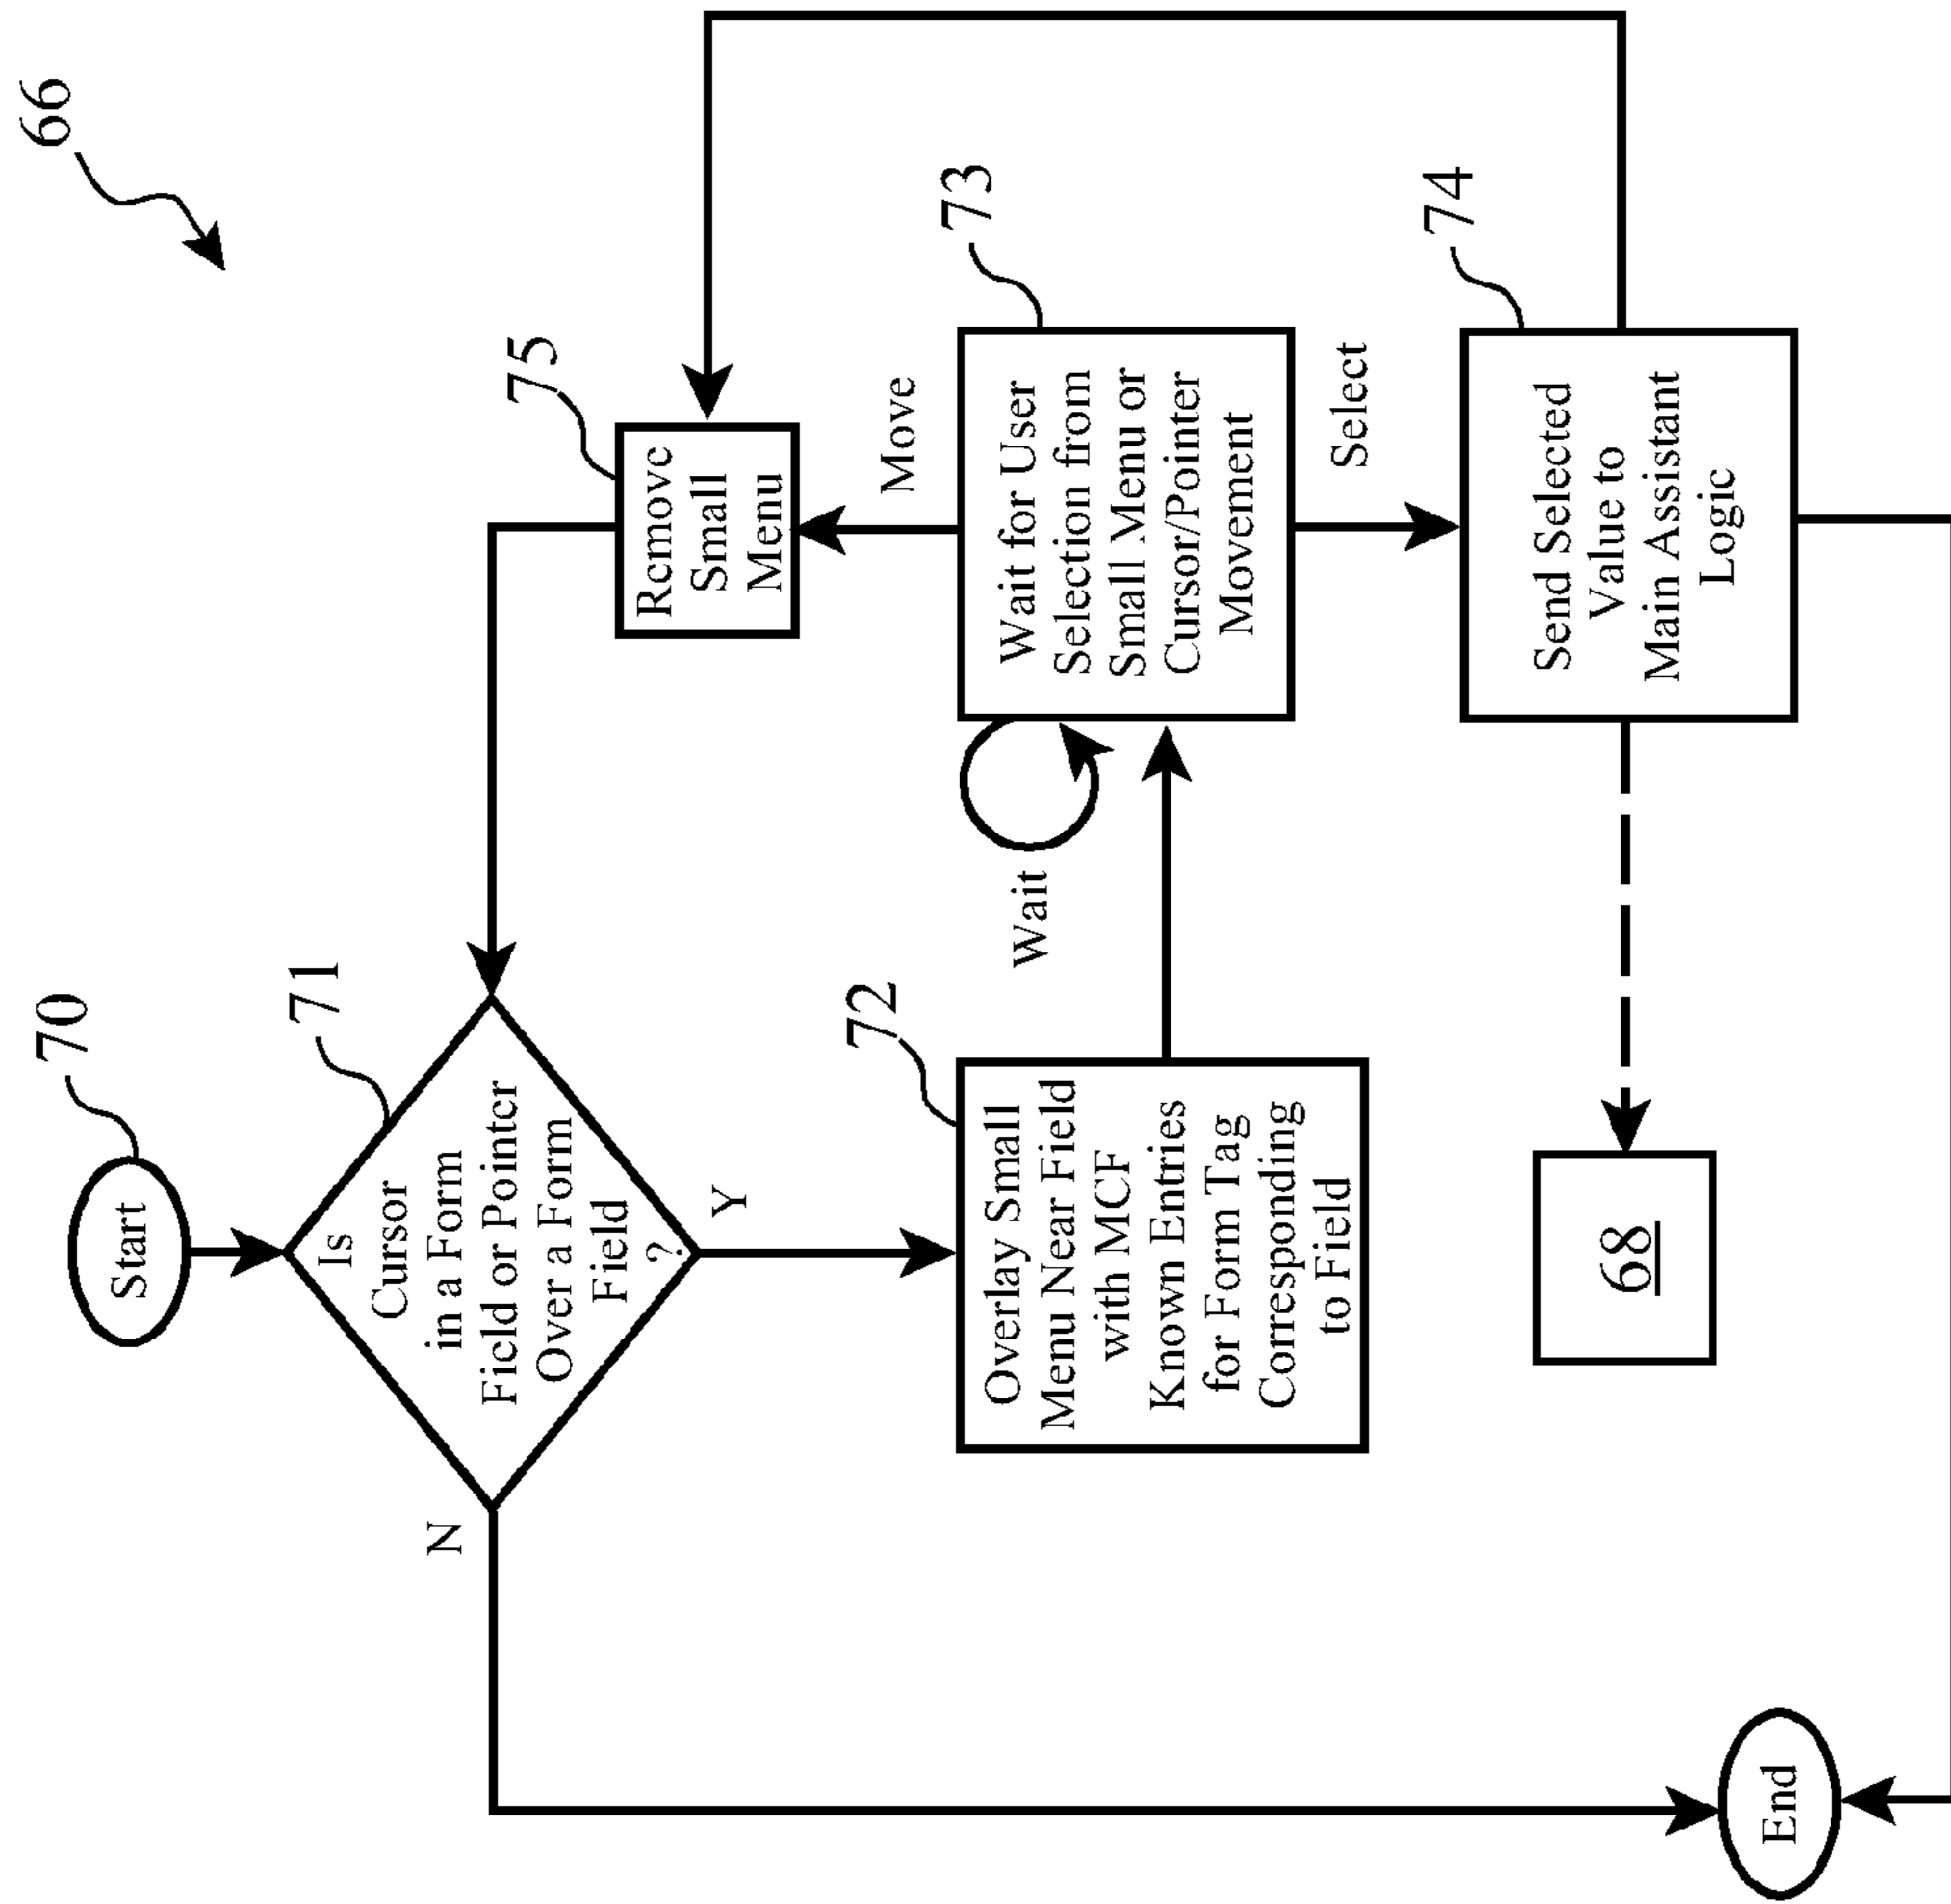 66
70
Start
71
Is
Cursor
in a Form
Field or Pointer
Over a Form
Field
?
N
Y
72
Overlay Small
Menu Near Field
with MCF
Known Entries
for Form Tag
Corresponding
to Field
Wait
73
Wait for User
Selection from
Small Menu or
Cursor/Pointer
Movement
Move
75
Remove
Small
Menu
Select
74
Send Selected
Value to
Main Assistant
Logic
68
End